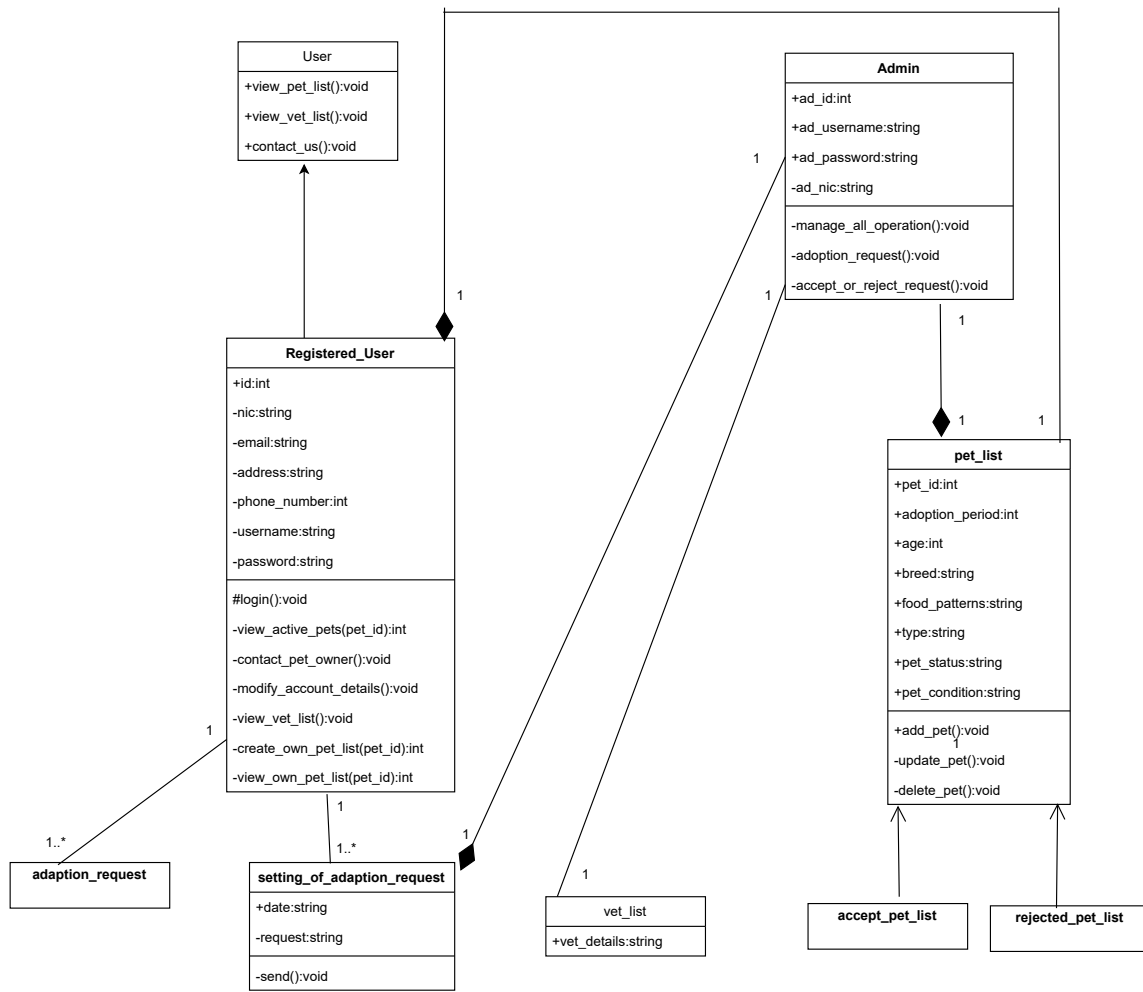 User
+view_pet_list():void
+view_vet_list():void
+contact_us():void
Admin
+ad_id:int
+ad_username:string
+ad_password:string
-ad_nic:string
-manage_all_operation():void
-adoption_request():void
-accept_or_reject_request():void
1
1
1
1
Registered_User
+id:int
-nic:string
-email:string
-address:string
-phone_number:int
-username:string
-password:string
#login():void
-view_active_pets(pet_id):int
-contact_pet_owner():void
-modify_account_details():void
-view_vet_list():void
-create_own_pet_list(pet_id):int
-view_own_pet_list(pet_id):int
1
1
pet_list
+pet_id:int
+adoption_period:int
+age:int
+breed:string
+food_patterns:string
+type:string
+pet_status:string
+pet_condition:string
+add_pet():void
1
-update_pet():void
-delete_pet():void
1
1
1..*
1..*
1
1
adaption_request
setting_of_adaption_request
+date:string
-request:string
-send():void
vet_list
+vet_details:string
accept_pet_list
rejected_pet_list